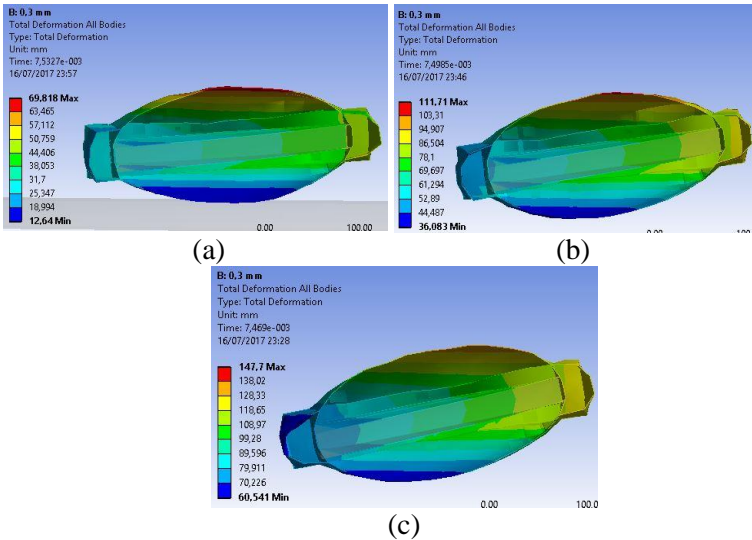 B: 0,3 mm
Total Deformation All Bodies
Type: Total Deformation
Unit: mm
Time: 7,5327e-003
16/07/2017 23:57
69,818 Max
63,465
57,112
50,759
44,406
38,053
31,7
25,347
18,994
12,64 Min
0.00
100.00
(a)
B: 0,3 mm
Total Deformation All Bodies
Type: Total Deformation
Unit: mm
Time: 7,4985e-003
16/07/2017 23:46
111,71 Max
103,31
94,907
86,504
78,1
69,697
61,294
52,89
44,487
36,083 Min
0.00
100
(b)
B: 0,3 mm
Total Deformation All Bodies
Type: Total Deformation
Unit: mm
Time: 7,469e-003
16/07/2017 23:28
147,7 Max
138,02
128,33
118,65
108,97
99,28
89,596
79,911
70,226
60,541 Min
0.00
100.0
(c)